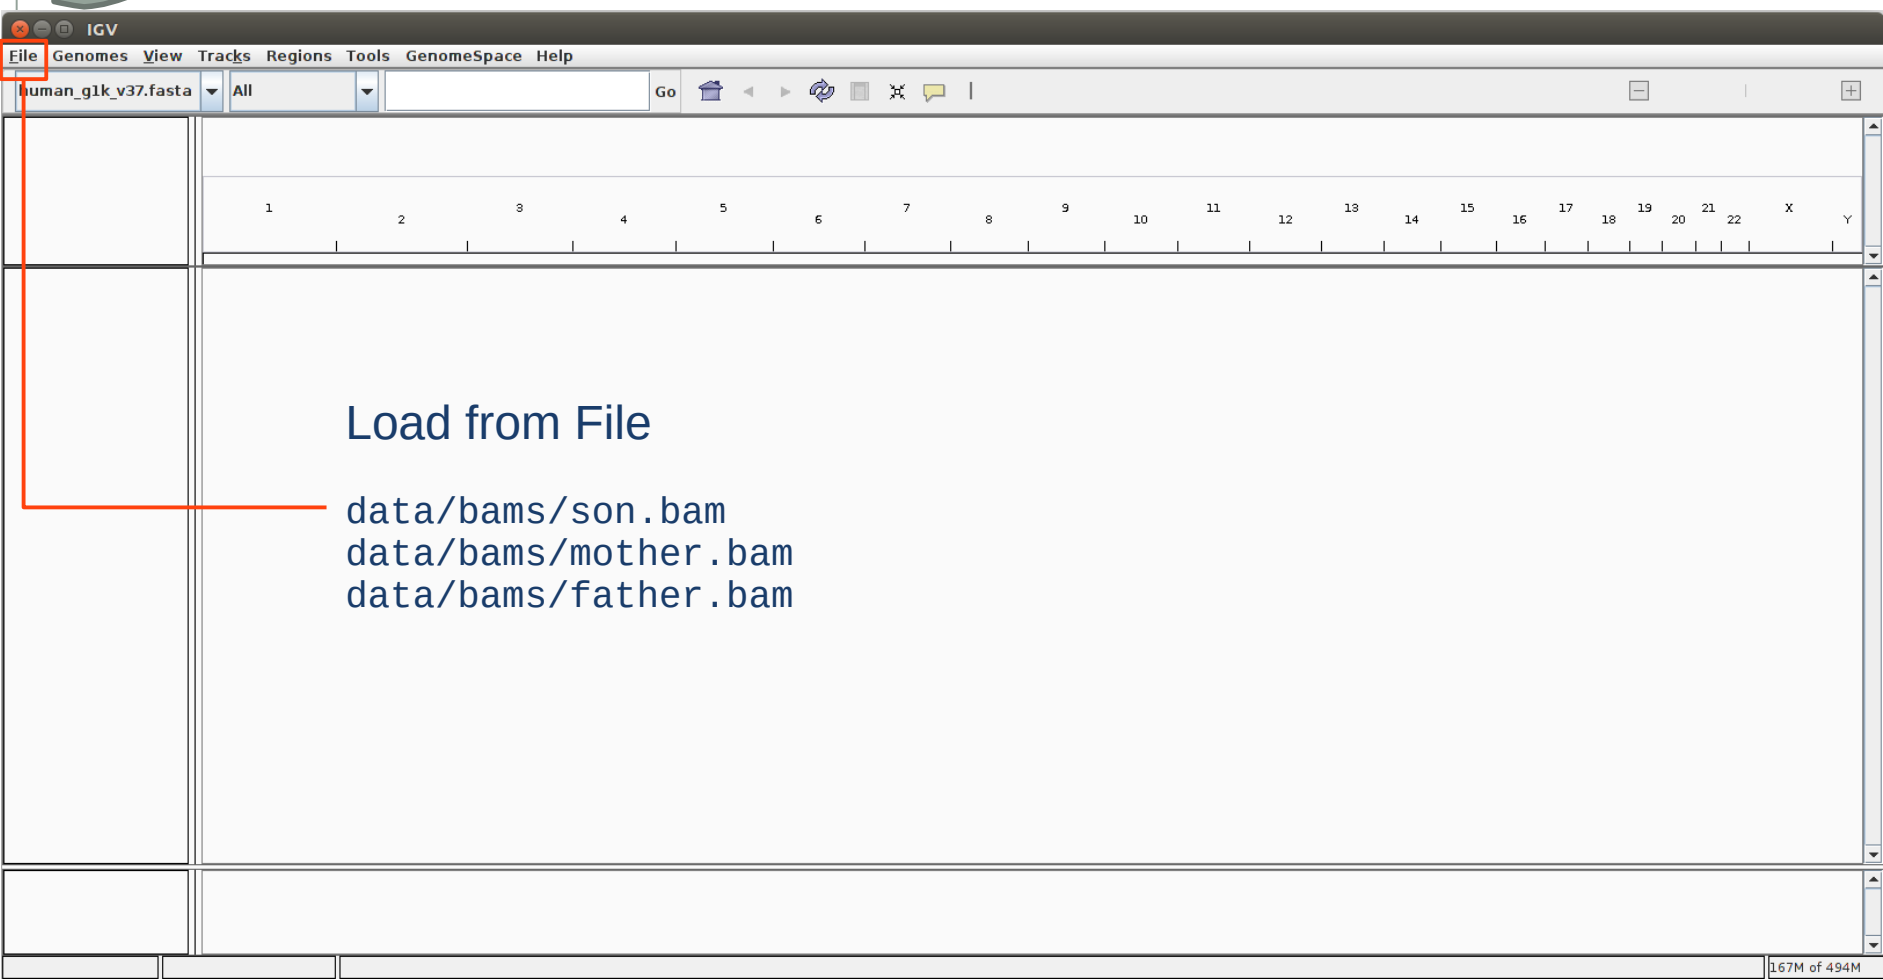 IGV
File Genomes View Tracks Regions Tools GenomeSpace Help
human_g1k_v37.fasta All Go
1 2 3 4 5 6 7 8 9 10 11 12 13 14 15 16 17 18 19 20 21 22 X Y
Load from File
data/bams/son.bam
data/bams/mother.bam
data/bams/father.bam
167M of 494M